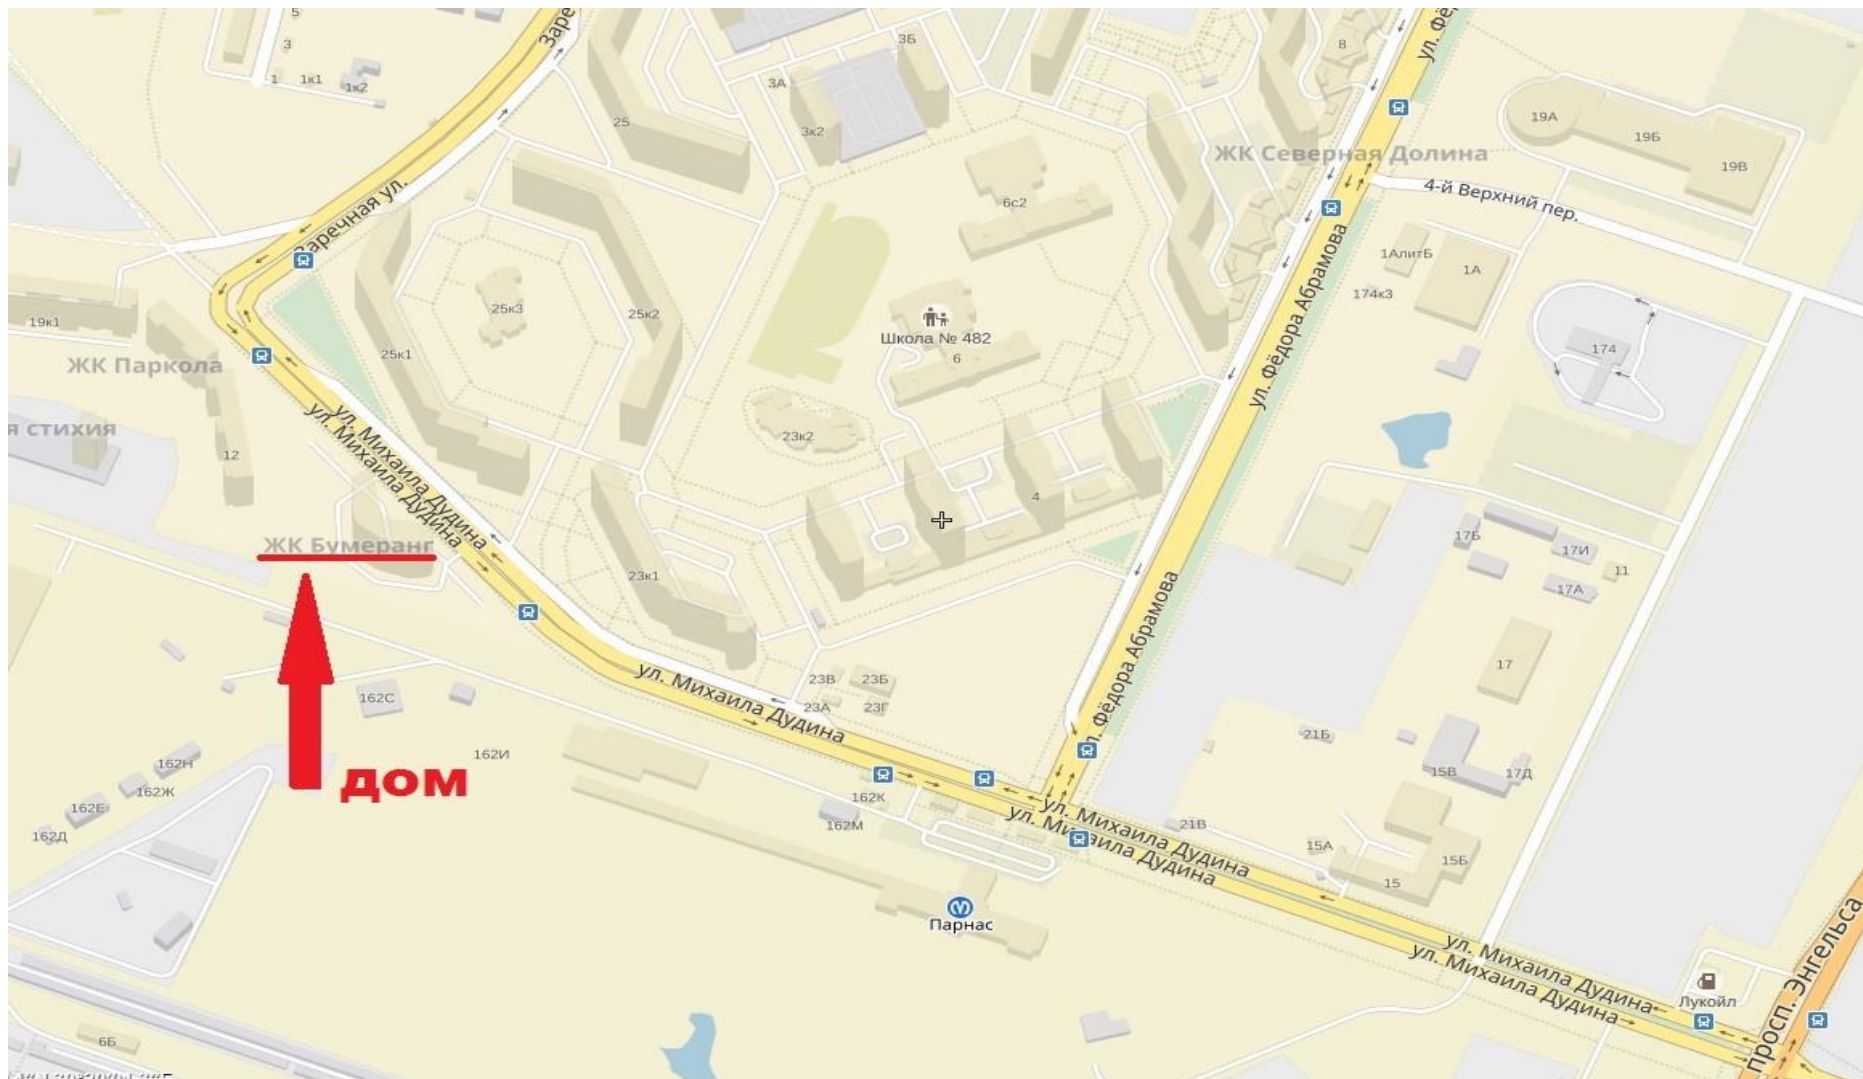 5
3
1
1к1
1к2
Заре
25
3Б
3А
3к2
8
ул. Фё
19А
19Б
19В
ЖК Северная Долина
4-й Верхний пер.
Заречная ул.
6с2
1АлитБ
1А
174к3
19к1
25к3
25к2
25к1
Школа № 482
6
174
ул. Фёдора Абрамова
ЖК Паркола
я стихия
12
23к2
4
ул. Михаила Дудина
ул. Михаила Дудина
ЖК Бумеранг
23к1
17Б
17И
11
17А
17
ул. Фёдора Абрамова
162С
23В
23Б
23А
23Г
ул. Михаила Дудина
21Б
15В
17Д
162И
162Н
162Ж
162Е
162Д
дом
162К
162М
21В
15А
15Б
15
ул. Михаила Дудина
ул. Михаила Дудина
Парнас
ул. Михаила Дудина
ул. Михаила Дудина
Лукойл
просп. Энгельса
6Б